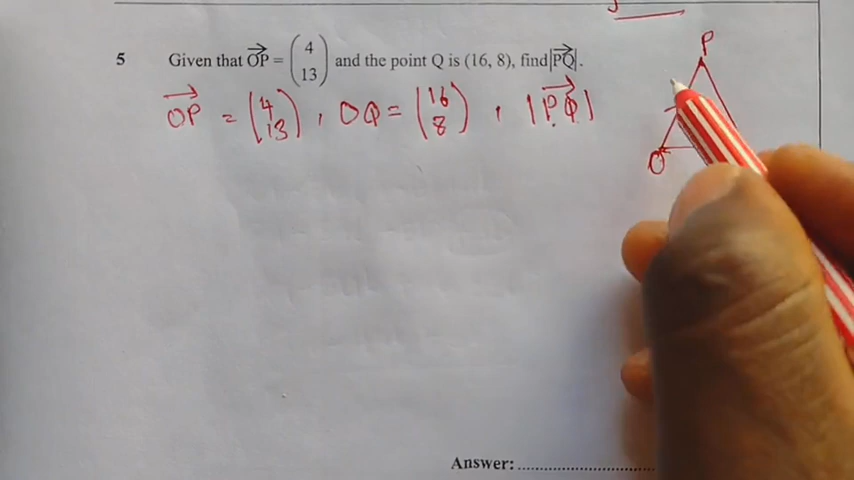 P
5 Given that OP = (4 13) and the point Q is (16, 8), find |PQ|.
OP = (4 13) , OQ = (16 8) , |PQ|
O
Answer: ........................